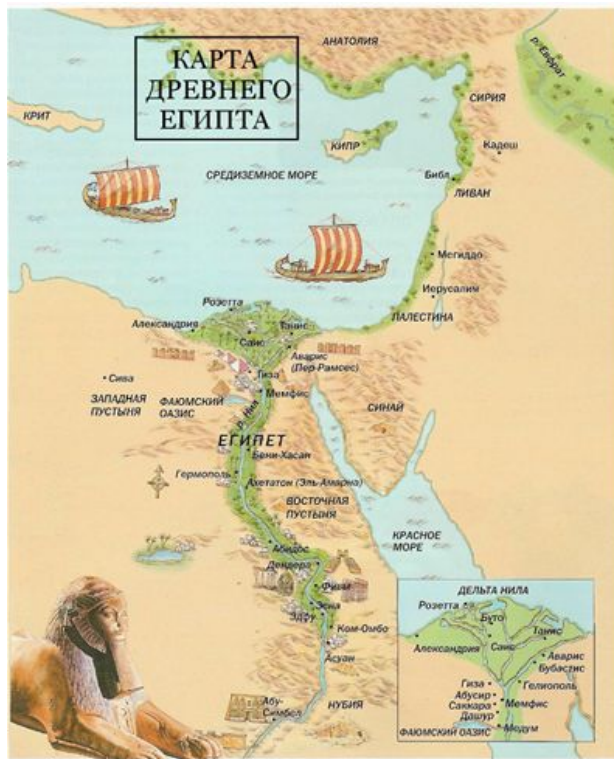 КАРТА
ДРЕВНЕГО
ЕГИПТА
АНАТОЛИЯ
р. Евфрат
СИРИЯ
КРИТ
КИПР
Кадеш
СРЕДИЗЕМНОЕ МОРЕ
Библ
ЛИВАН
Мегиддо
Иерусалим
Розетта
ПАЛЕСТИНА
Александрия
Танис
Саис
Аварис
(Пер-Рамсес)
Гиза
Сива
Мемфис
ЗАПАДНАЯ
ПУСТЫНЯ
ФАЮМСКИЙ
ОАЗИС
р. Нил
СИНАЙ
ЕГИПЕТ
Бени-Хасан
Гермополь
Ахетатон (Эль-Амарна)
ВОСТОЧНАЯ
ПУСТЫНЯ
КРАСНОЕ
МОРЕ
Абидос
Дендера
Фивы
Эсна
Эдфу
Ком-Омбо
Асуан
Абу-
Симбел
НУБИЯ
ДЕЛЬТА НИЛА
Розетта
Буто
Танис
Александрия
Саис
Аварис
Бубастис
Гиза
Гелиополь
Абусир
Саккара
Мемфис
Дашур
Медум
ФАЮМСКИЙ ОАЗИС